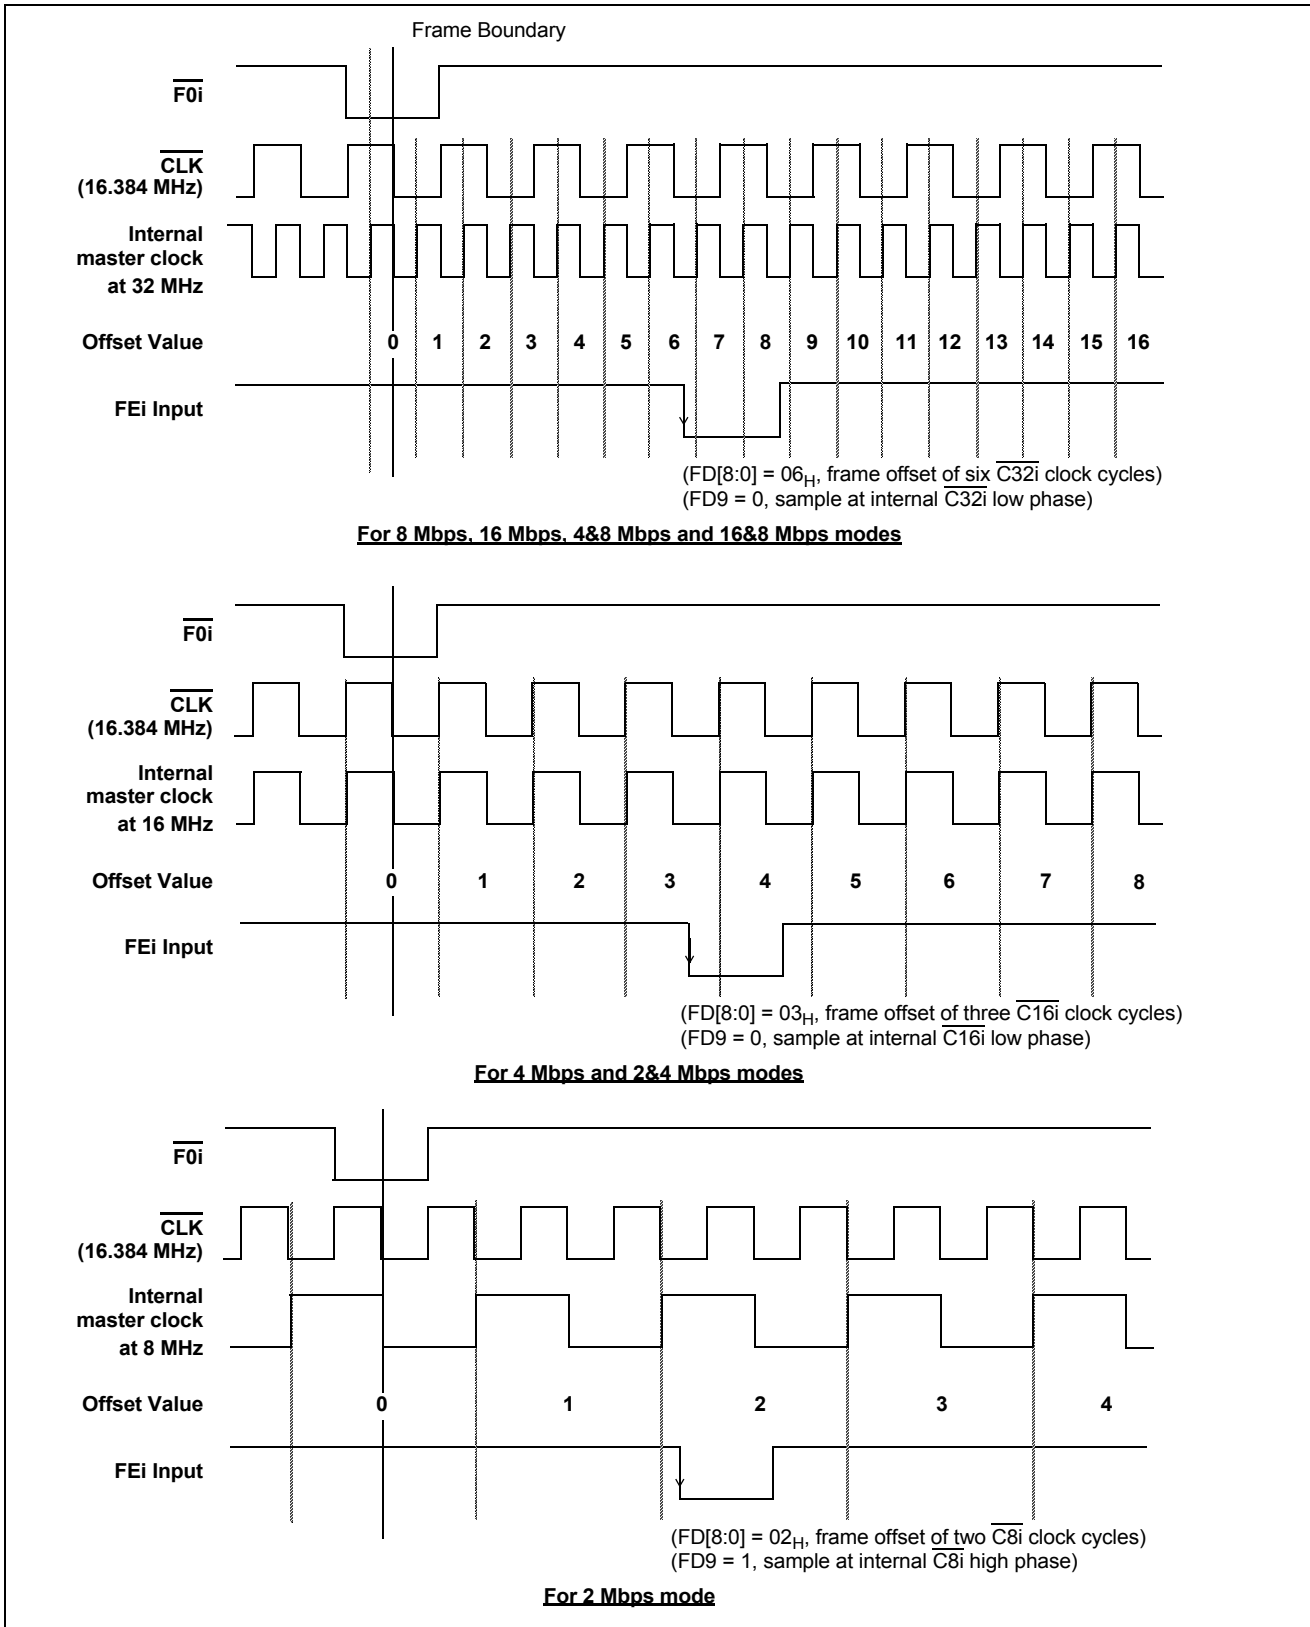 Frame Boundary
F0i
CLK
(16.384 MHz)
Internal
master clock
at 32 MHz
Offset Value 0 1 2 3 4 5 6 7 8 9 10 11 12 13 14 15 16
FEi Input
(FD[8:0] = 06H, frame offset of six C32i clock cycles)
(FD9 = 0, sample at internal C32i low phase)
For 8 Mbps, 16 Mbps, 4&8 Mbps and 16&8 Mbps modes
F0i
CLK
(16.384 MHz)
Internal
master clock
at 16 MHz
Offset Value 0 1 2 3 4 5 6 7 8
FEi Input
(FD[8:0] = 03H, frame offset of three C16i clock cycles)
(FD9 = 0, sample at internal C16i low phase)
For 4 Mbps and 2&4 Mbps modes
F0i
CLK
(16.384 MHz)
Internal
master clock
at 8 MHz
Offset Value 0 1 2 3 4
FEi Input
(FD[8:0] = 02H, frame offset of two C8i clock cycles)
(FD9 = 1, sample at internal C8i high phase)
For 2 Mbps mode